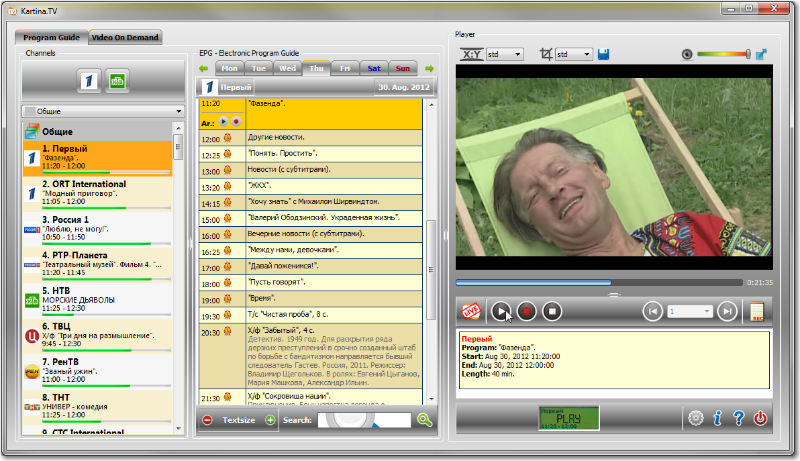 Kartina.TV
Program Guide
Video On Demand
Channels
Общие
Общие
1. Первый
"Фазенда".
11:20 - 12:00
2. ORT International
"Модный приговор".
11:05 - 12:00
3. Россия 1
"Люблю, не могу!".
10:50 - 11:50
4. РТР-Планета
"Театральный музей". Фильм 4. "...
11:20 - 11:45
5. НТВ
МОРСКИЕ ДЬЯВОЛЫ
11:25 - 12:30
6. ТВЦ
Х/ф "Три дня на размышление".
9:45 - 12:30
7. РенТВ
"Званый ужин".
11:00 - 12:00
8. ТНТ
УНИВЕР - комедия
11:25 - 12:00
9. СТС International
EPG - Electronic Program Guide
Mon Tue Wed Thu Fri Sat Sun
Первый 30. Aug. 2012
11:20 "Фазенда".
Ar.:
12:00 Другие новости.
12:25 "Понять. Простить".
13:00 Новости (с субтитрами).
13:20 "ЖКХ".
14:15 "Хочу знать" с Михаилом Ширвиндтом.
15:00 "Валерий Ободзинский. Украденная жизнь".
16:00 Вечерние новости (с субтитрами).
16:25 "Между нами, девочками".
17:00 "Давай поженимся!".
18:00 "Пусть говорят".
19:00 "Время".
19:30 Т/с "Чистая проба", 8 с.
20:30 Х/ф "Забытый", 4 с.
Детектив. 1949 год. Для раскрытия ряда
дерзких преступлений в срочно созданный штаб
по борьбе с бандитизмом направляется бывший
следователь Гастев. Россия, 2011. Режиссер:
Владимир Щегольков. В ролях: Евгений Цыганов,
Мария Машкова, Александр Ильин.
21:30 Х/ф "Сокровища нации".
Textsize Search:
Player
X:Y std std
0:21:35
LIVE
1
REC
Первый
Program: "Фазенда".
Start: Aug 30, 2012 11:20:00
End: Aug 30, 2012 12:00:00
Length: 40 min.
Первый
PLAY
11:20 - 12:00